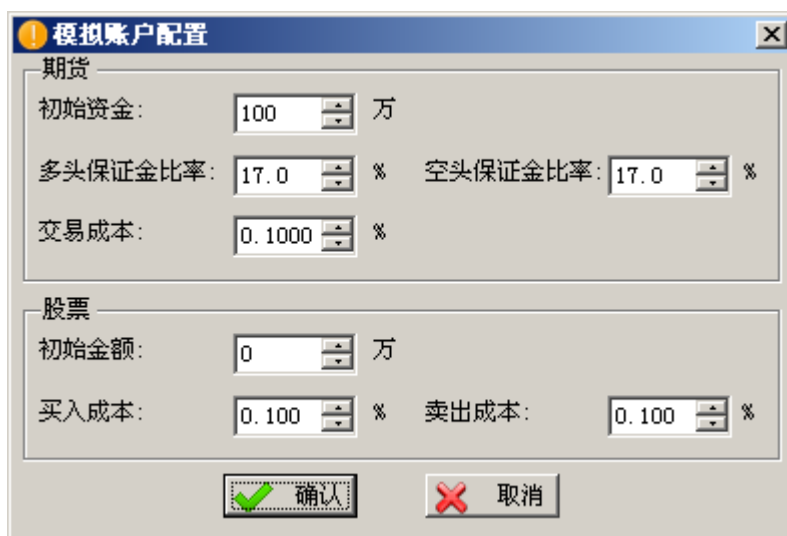 模拟账户配置
期货
初始资金: 100 万
多头保证金比率: 17.0 % 空头保证金比率: 17.0 %
交易成本: 0.1000 %
股票
初始金额: 0 万
买入成本: 0.100 % 卖出成本: 0.100 %
确认 取消